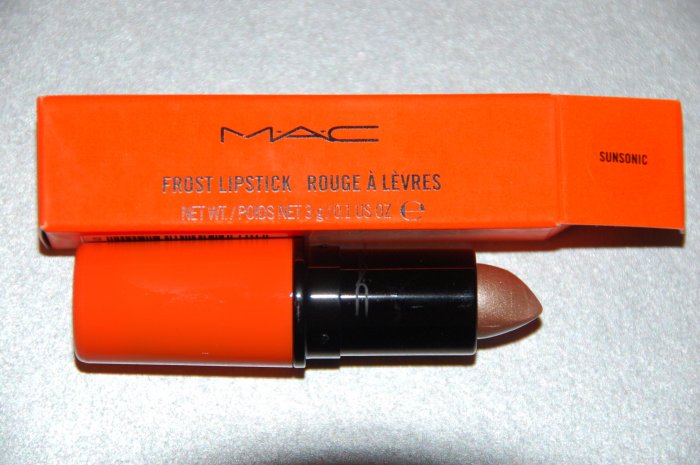 M·A·C
FROST LIPSTICK ROUGE À LÈVRES
NET WT./POIDS NET 3 g/0.1 US OZ ℮
SUNSONIC
MAC